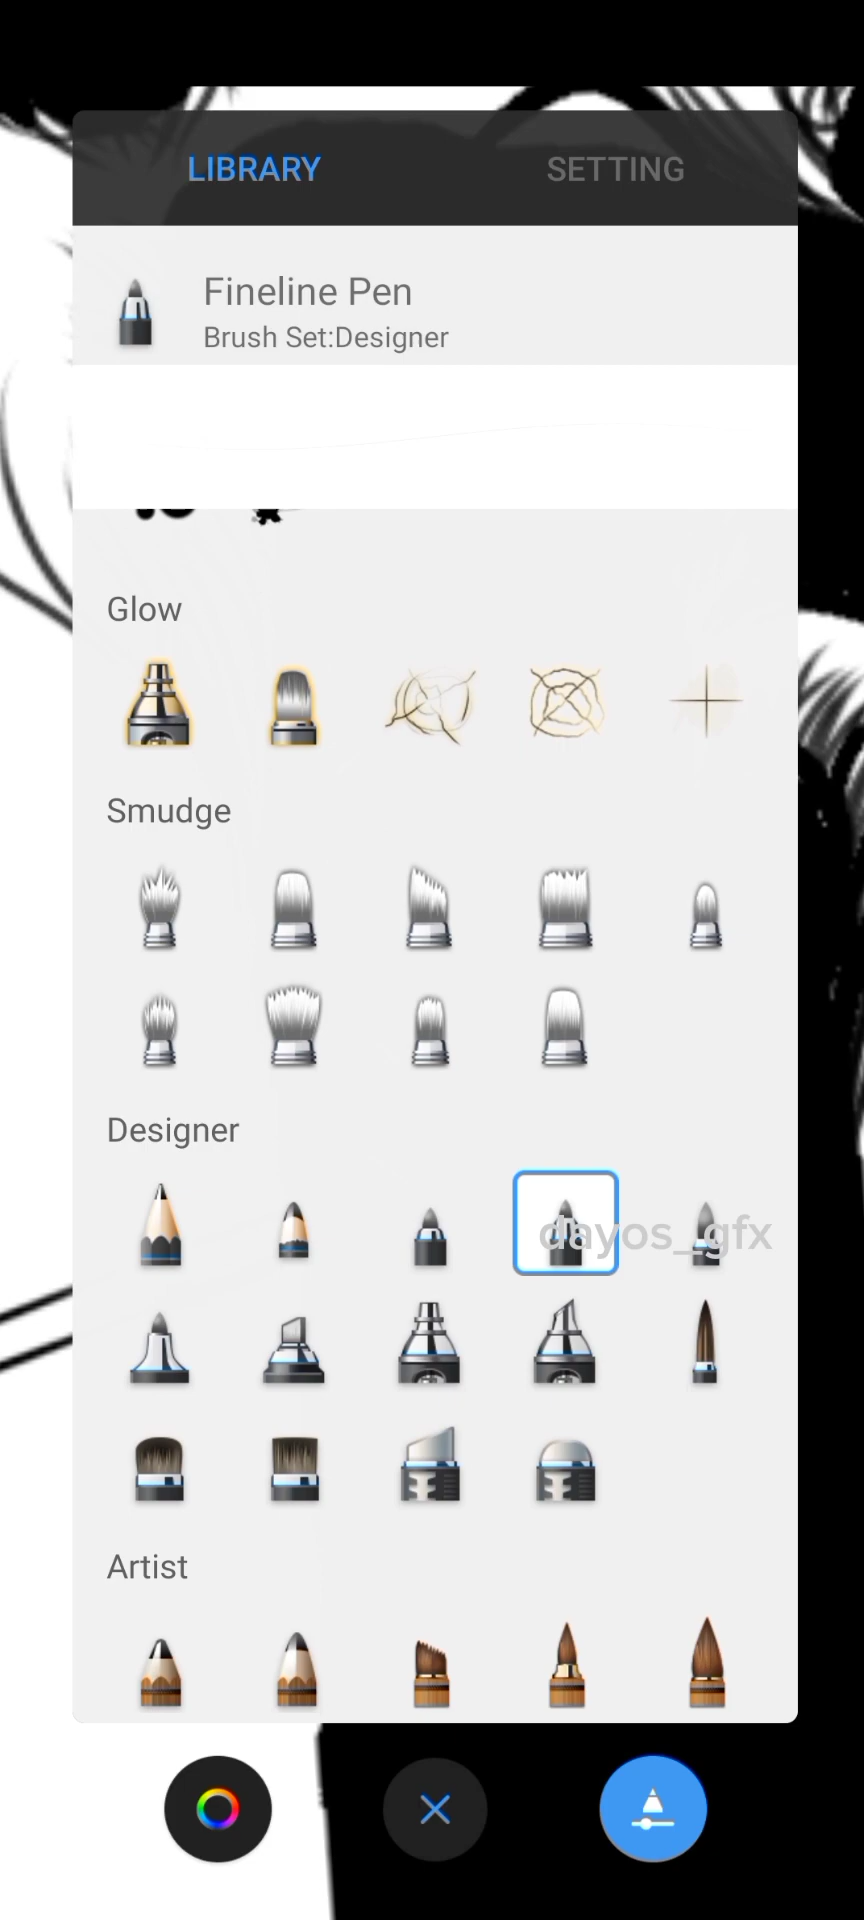 LIBRARY
SETTING
Fineline Pen
Brush Set:Designer
Glow
Smudge
Designer
dayos_gfx
Artist